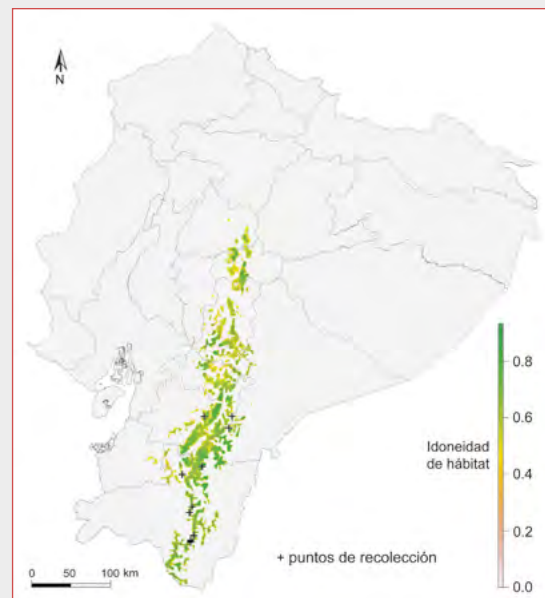 N
0.8
0.6
Idoneidad
de hábitat
0.4
0.2
+ puntos de recolección
0.0
0 50 100 km